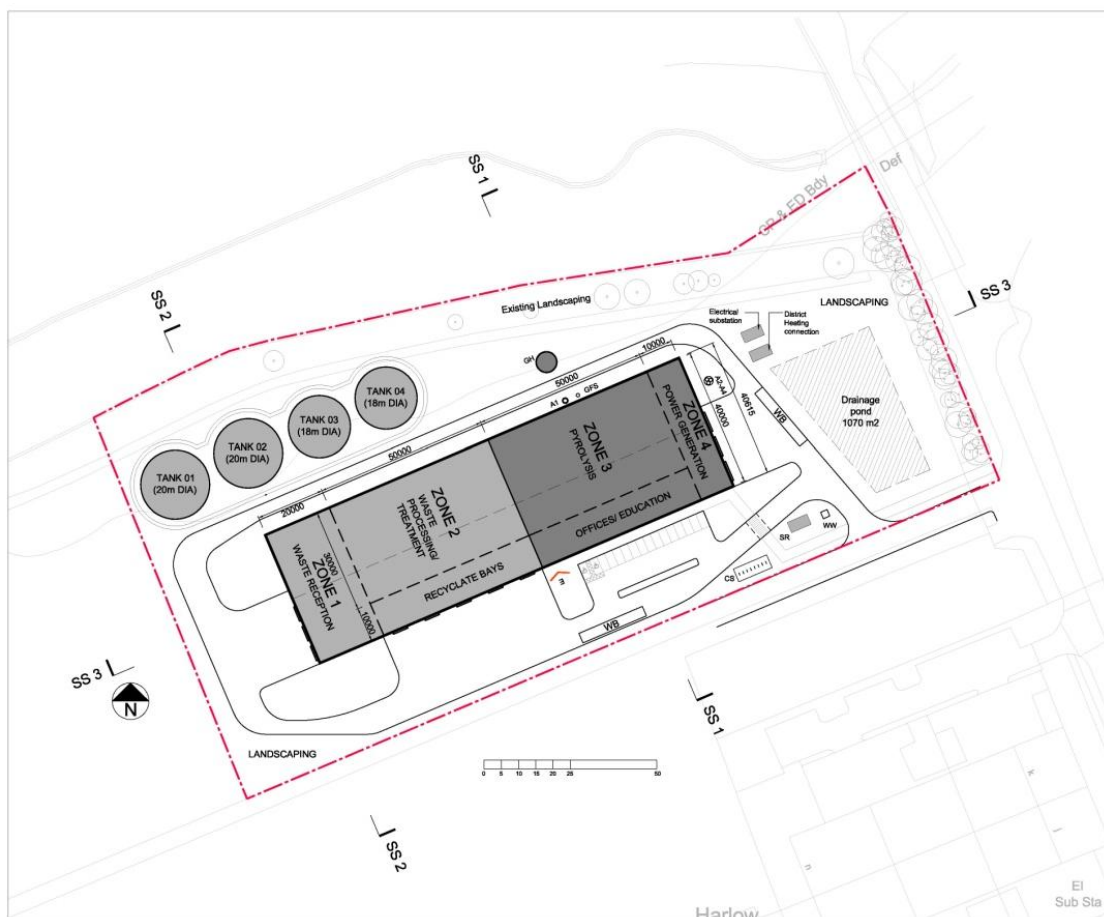 SS 1
GP & ED Bdy
Def
SS 2
SS 3
Existing Landscaping
LANDSCAPING
Electrical
substation
District
Heating
connection
GH
TANK 04
(18m DIA)
TANK 03
(18m DIA)
TANK 02
(20m DIA)
TANK 01
(20m DIA)
10000
50000
A1
GFS
A2-A4
40615
40000
WB
Drainage
pond
1070 m2
50000
20000
ZONE 4
POWER GENERATION
ZONE 3
PYROLYSIS
ZONE 2
WASTE
PROCESSING/
TREATMENT
ZONE 1
WASTE RECEPTION
30000
10000
OFFICES/ EDUCATION
RECYCLATE BAYS
E
WW
SR
CS
WB
SS 3
N
SS 1
LANDSCAPING
0 5 10 15 20 25 50
SS 2
El
Sub Sta
Harlow